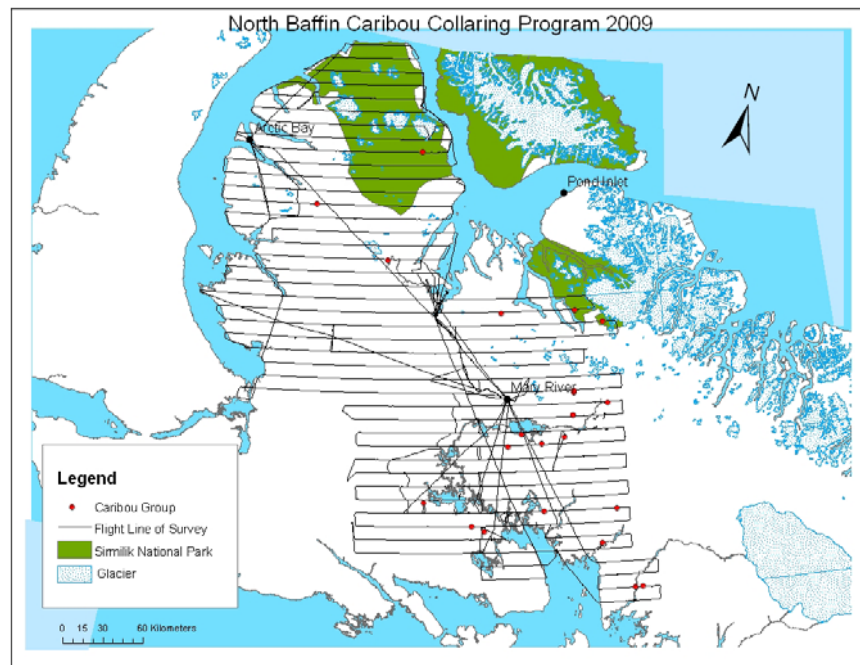 North Baffin Caribou Collaring Program 2009
N
Arctic Bay
Pond Inlet
Mary River
Legend
Caribou Group
Flight Line of Survey
Sirmilik National Park
Glacier
0 15 30 60 Kilometers